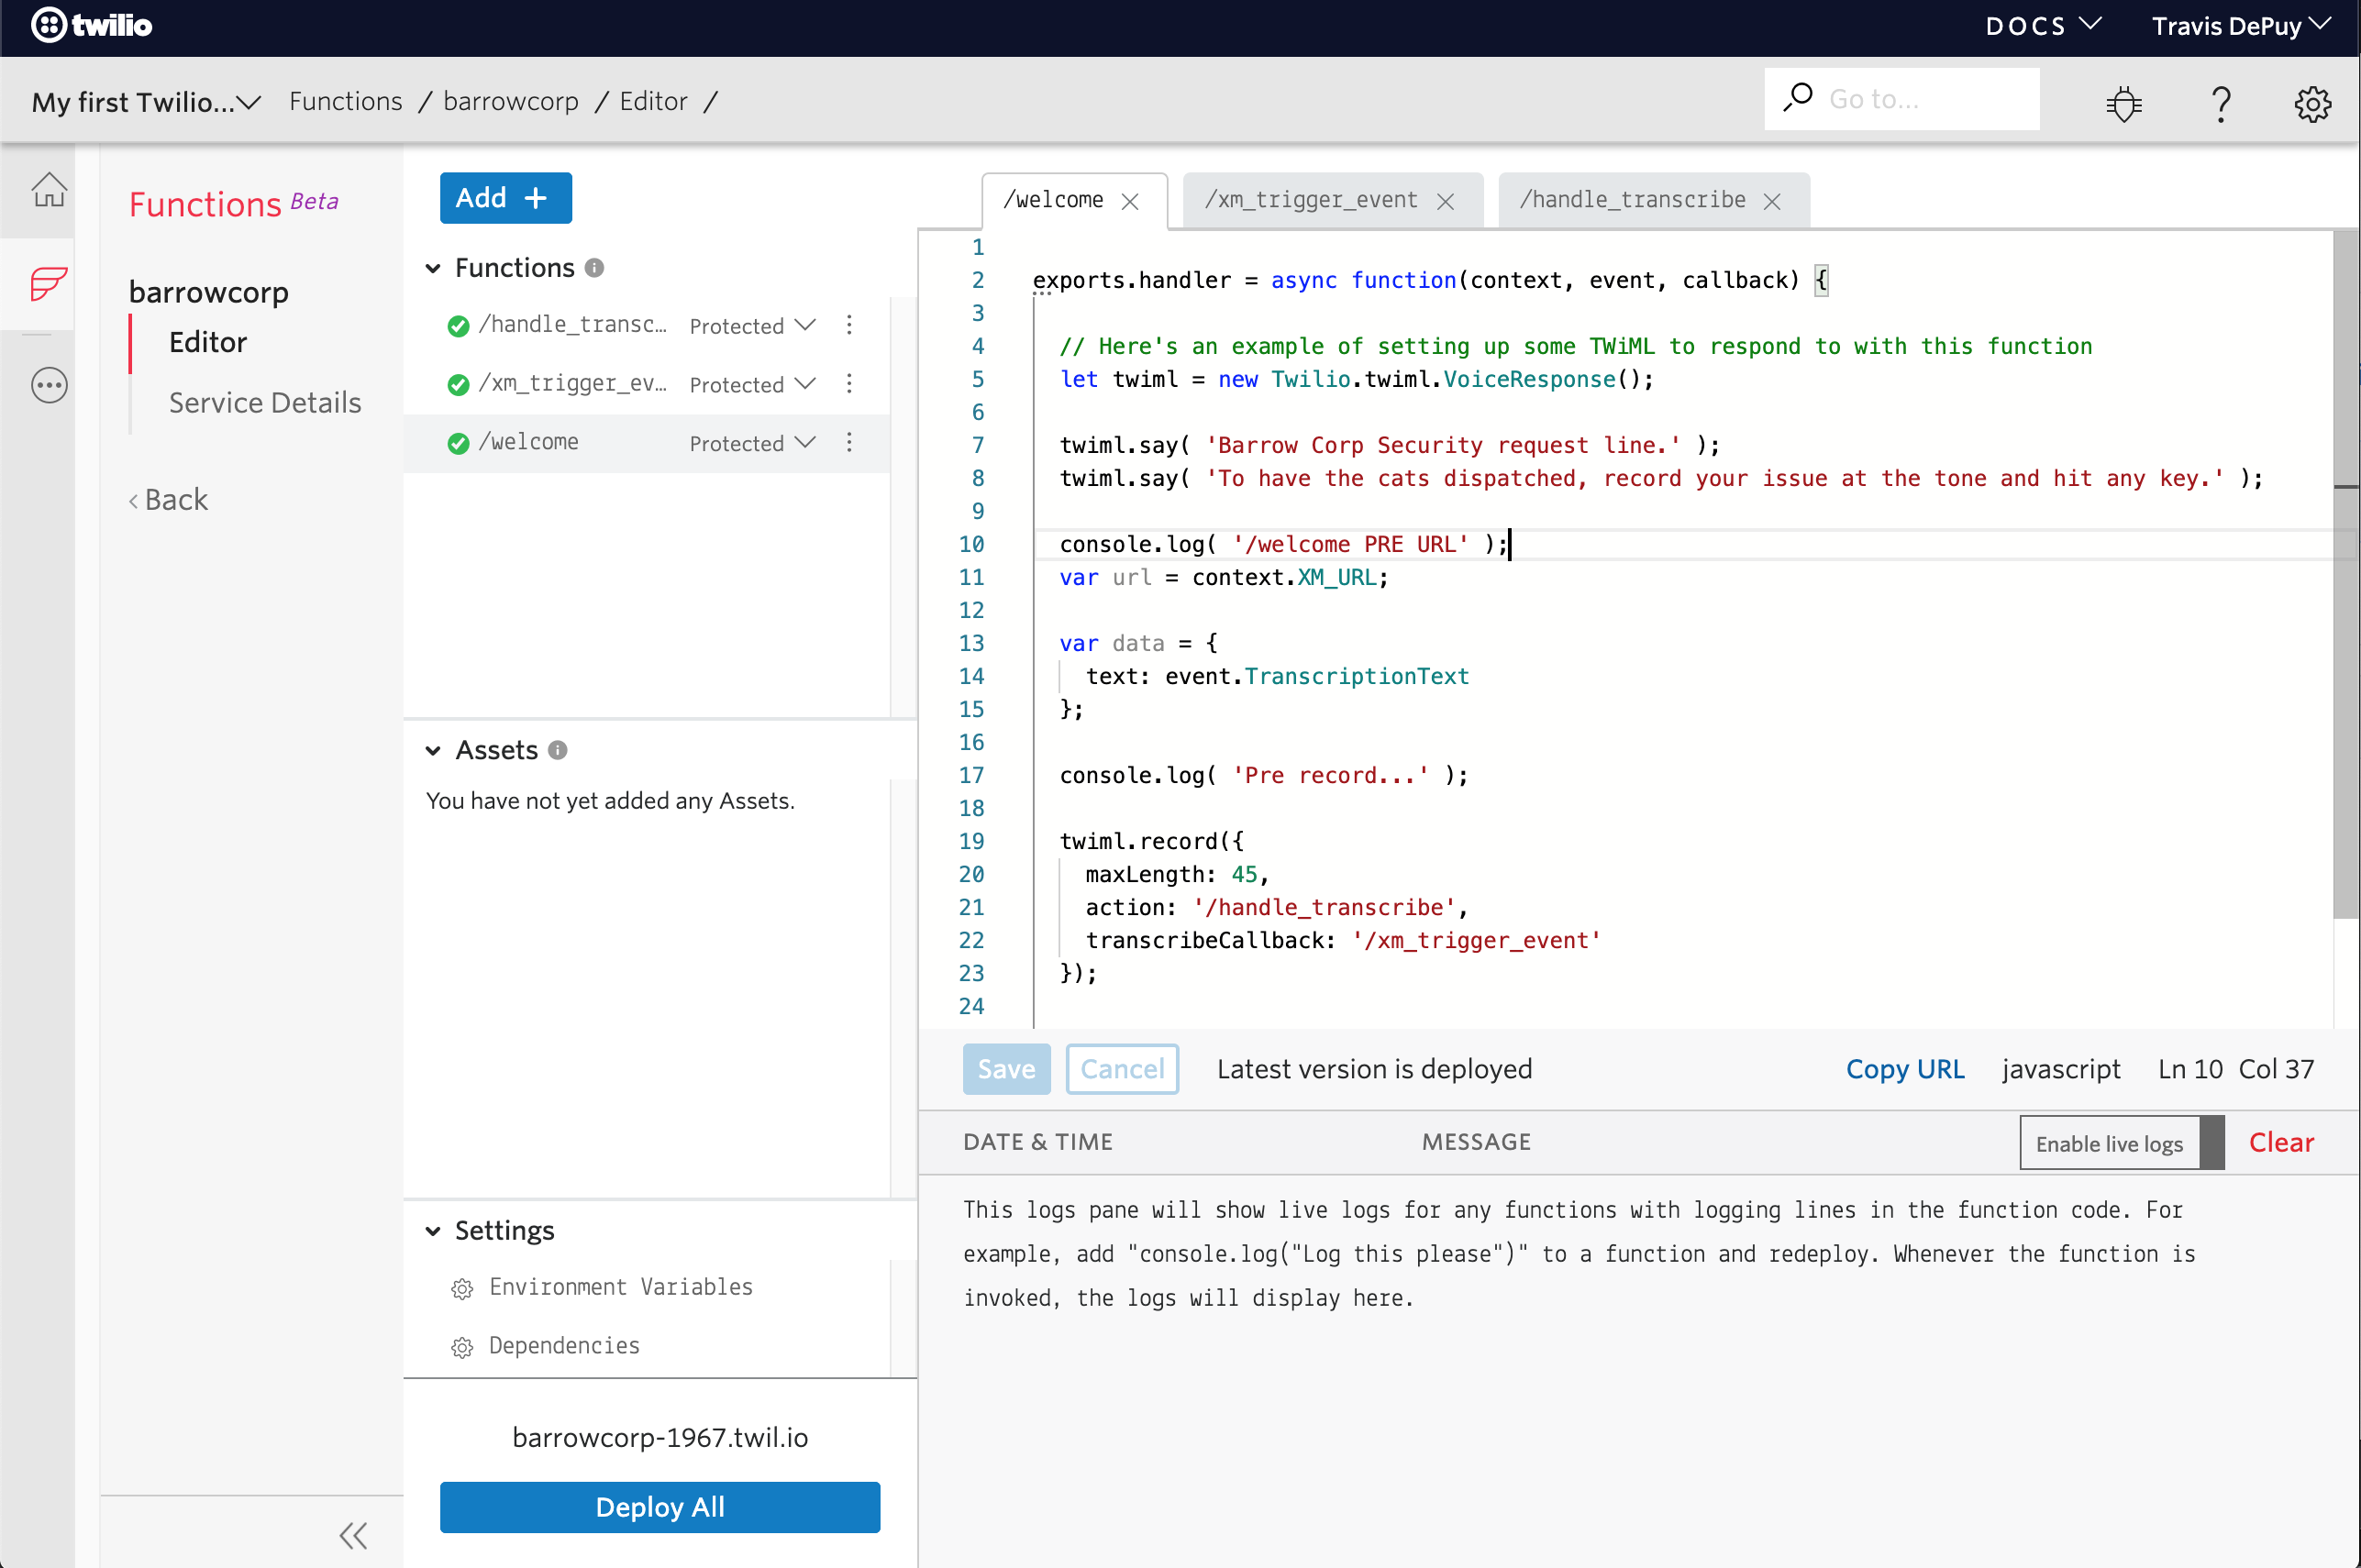 twilio
DOCS
Travis DePuy
My first Twilio...
Functions / barrowcorp / Editor /
Go to...
Functions Beta
barrowcorp
Editor
Service Details
Back
Add +
Functions
/handle_transc... Protected
/xm_trigger_ev... Protected
/welcome Protected
Assets
You have not yet added any Assets.
Settings
Environment Variables
Dependencies
barrowcorp-1967.twil.io
Deploy All
/welcome
/xm_trigger_event
/handle_transcribe
1
2 exports.handler = async function(context, event, callback) {
3
4 // Here's an example of setting up some TWiML to respond to with this function
5 let twiml = new Twilio.twiml.VoiceResponse();
6
7 twiml.say( 'Barrow Corp Security request line.' );
8 twiml.say( 'To have the cats dispatched, record your issue at the tone and hit any key.' );
9
10 console.log( '/welcome PRE URL' );
11 var url = context.XM_URL;
12
13 var data = {
14 text: event.TranscriptionText
15 };
16
17 console.log( 'Pre record...' );
18
19 twiml.record({
20 maxLength: 45,
21 action: '/handle_transcribe',
22 transcribeCallback: '/xm_trigger_event'
23 });
24
Save
Cancel
Latest version is deployed
Copy URL
javascript
Ln 10 Col 37
DATE & TIME
MESSAGE
Enable live logs
Clear
This logs pane will show live logs for any functions with logging lines in the function code. For
example, add "console.log("Log this please")" to a function and redeploy. Whenever the function is
invoked, the logs will display here.